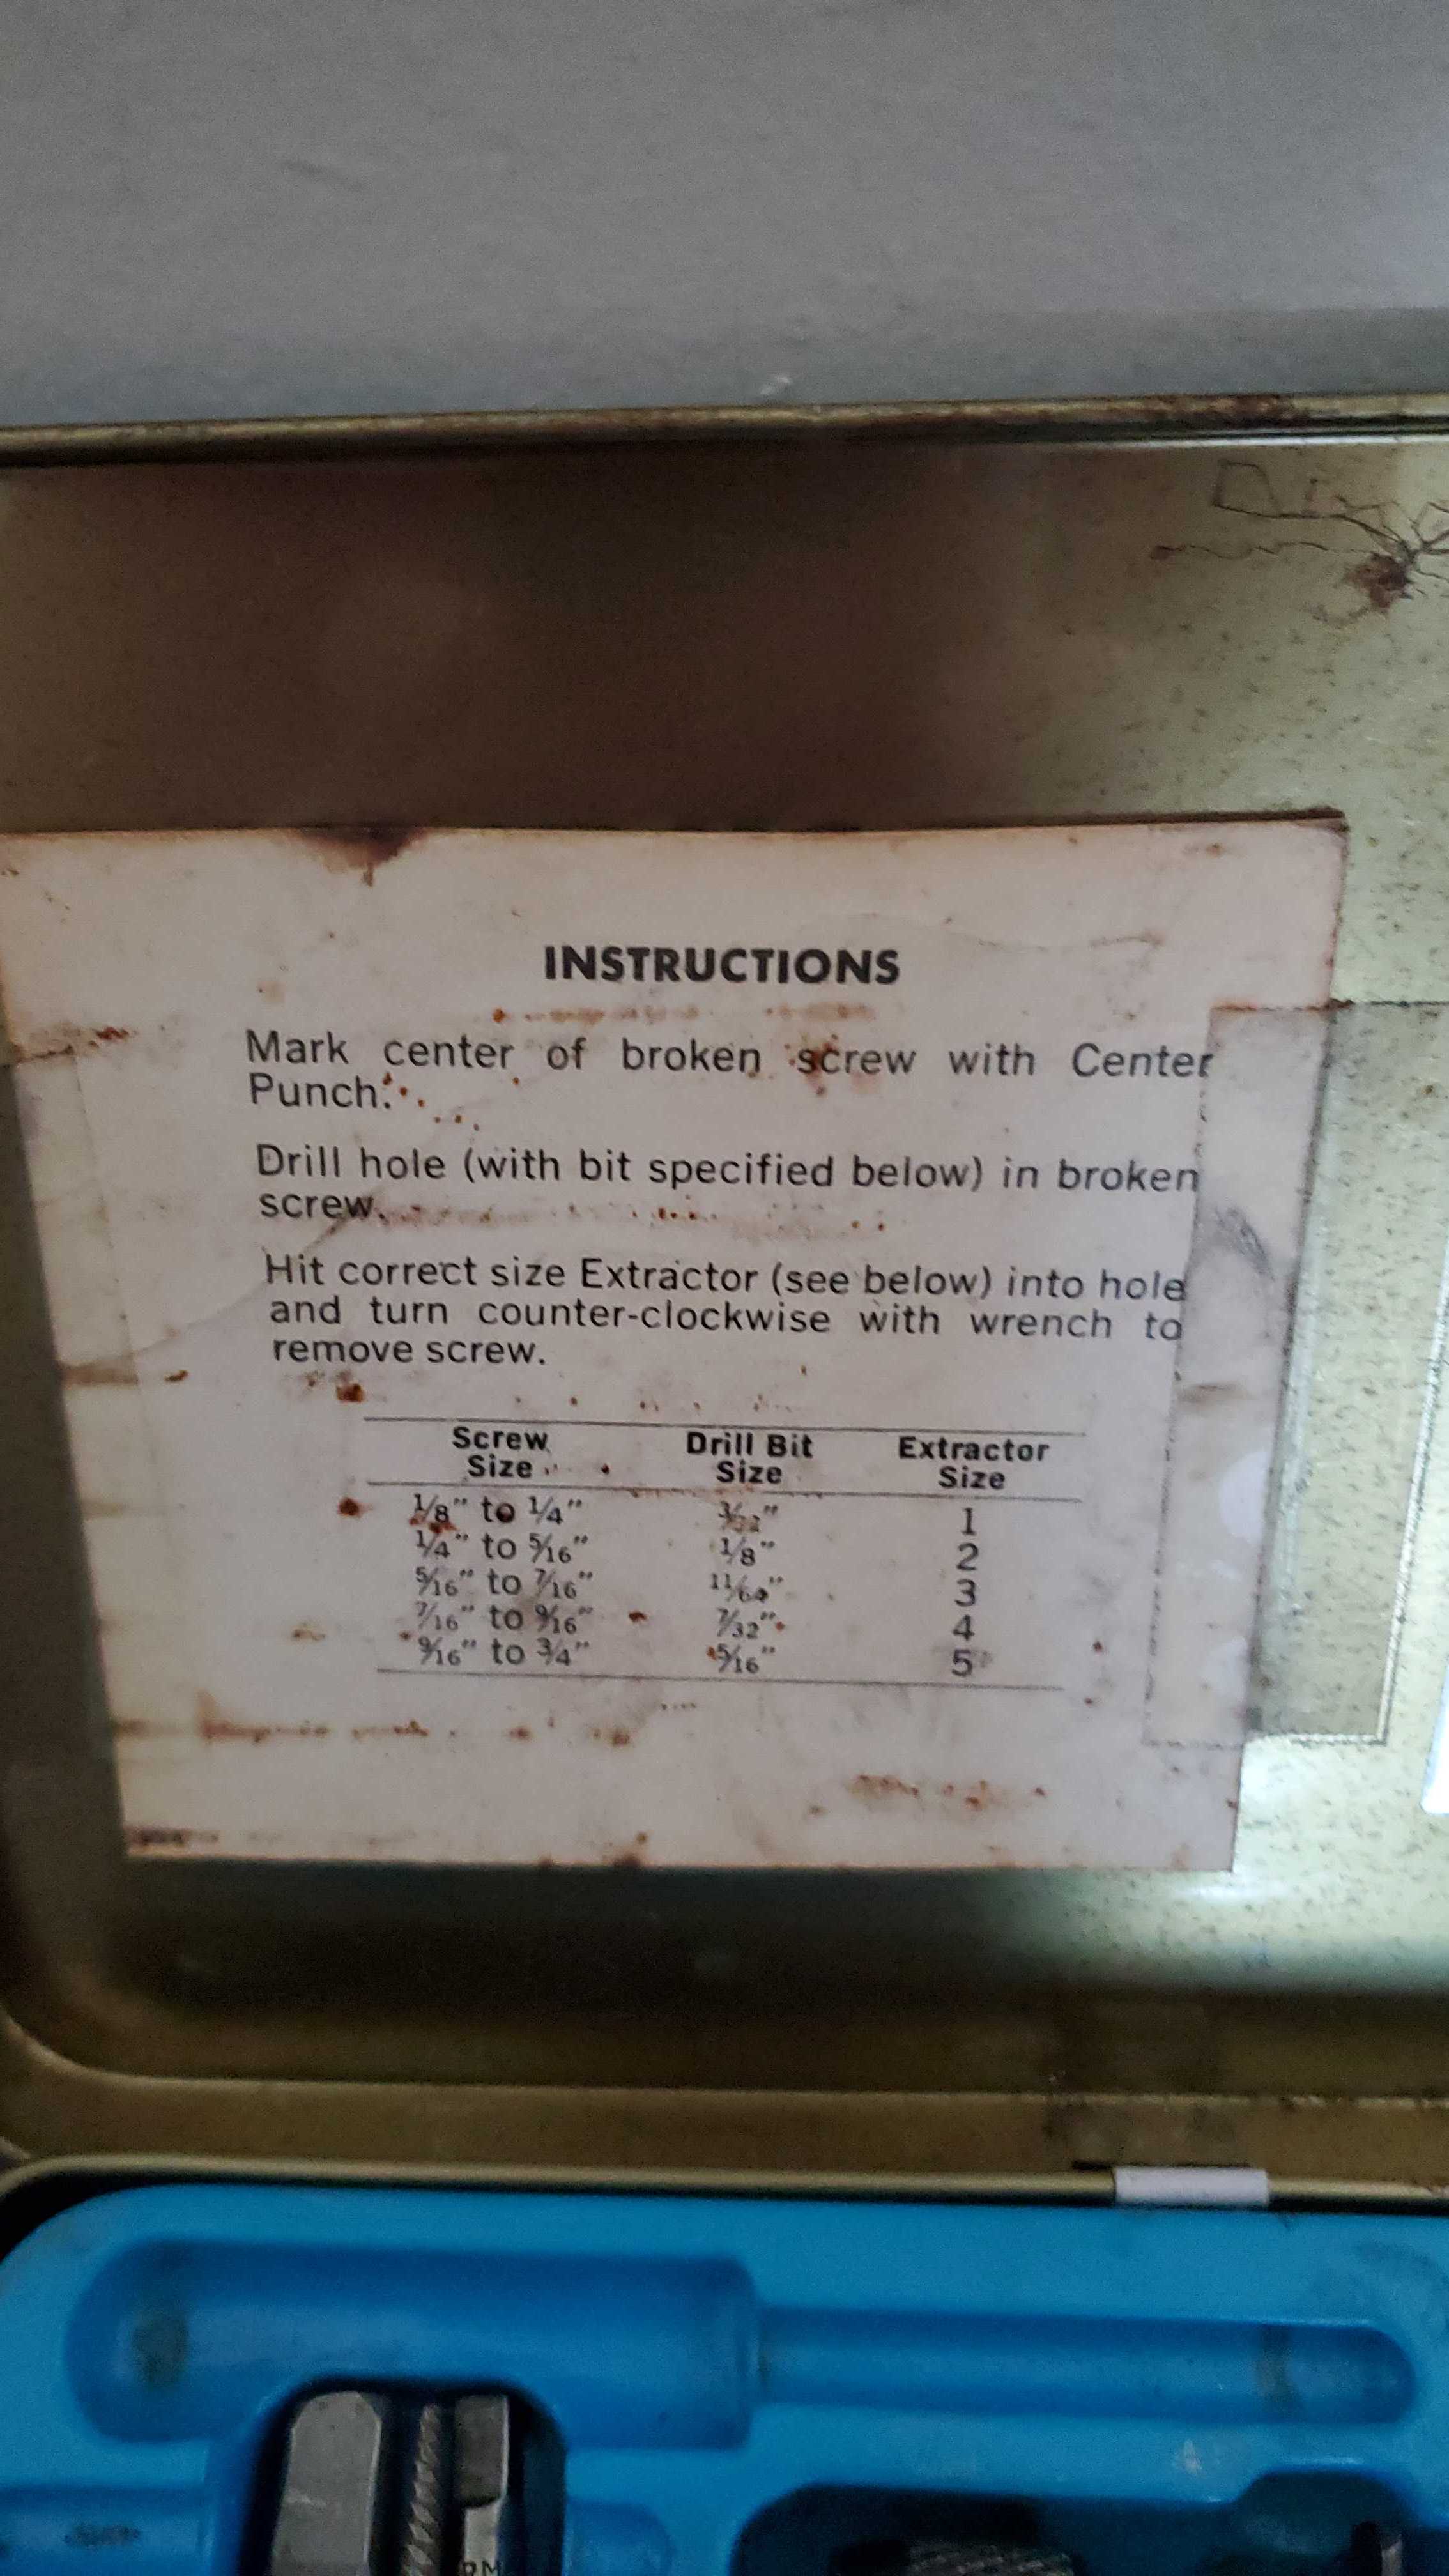 INSTRUCTIONS
Mark center of broken screw with Center
Punch.
Drill hole (with bit specified below) in broken
screw.
Hit correct size Extractor (see below) into hole
and turn counter-clockwise with wrench to
remove screw.
Screw Size Drill Bit Size Extractor Size
1/8" to 1/4" 3/32" 1
1/4" to 5/16" 1/8" 2
5/16" to 7/16" 11/64" 3
7/16" to 9/16" 7/32" 4
9/16" to 3/4" 5/16" 5